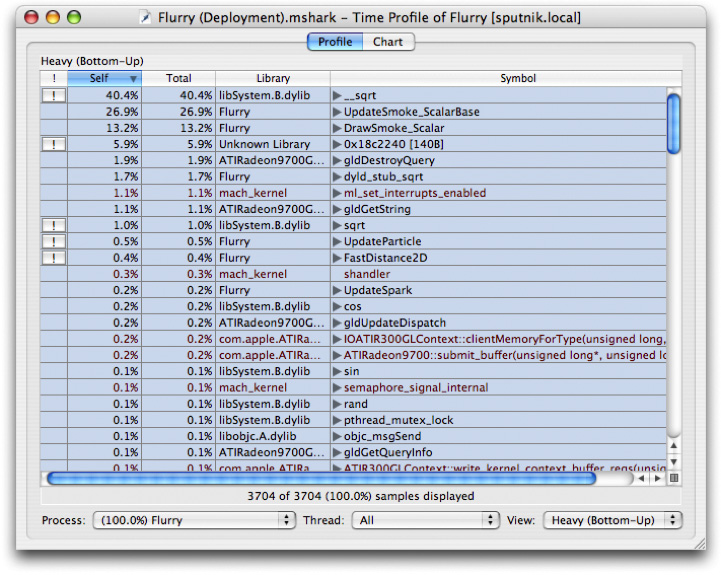 Flurry (Deployment).mshark – Time Profile of Flurry [sputnik.local]
Profile Chart
Heavy (Bottom-Up)
! Self Total Library Symbol
! 40.4% 40.4% libSystem.B.dylib __sqrt
26.9% 26.9% Flurry UpdateSmoke_ScalarBase
13.2% 13.2% Flurry DrawSmoke_Scalar
! 5.9% 5.9% Unknown Library 0x18c2240 [140B]
1.9% 1.9% ATIRadeon9700G... gldDestroyQuery
1.7% 1.7% Flurry dyld_stub_sqrt
1.1% 1.1% mach_kernel ml_set_interrupts_enabled
1.1% 1.1% ATIRadeon9700G... gldGetString
! 1.0% 1.0% libSystem.B.dylib sqrt
! 0.5% 0.5% Flurry UpdateParticle
! 0.4% 0.4% Flurry FastDistance2D
0.3% 0.3% mach_kernel shandler
0.2% 0.2% Flurry UpdateSpark
0.2% 0.2% libSystem.B.dylib cos
0.2% 0.2% ATIRadeon9700G... gldUpdateDispatch
0.2% 0.2% com.apple.ATIRa... IOATIR300GLContext::clientMemoryForType(unsigned long,
0.2% 0.2% com.apple.ATIRa... ATIRadeon9700::submit_buffer(unsigned long*, unsigned lo
0.1% 0.1% libSystem.B.dylib sin
0.1% 0.1% mach_kernel semaphore_signal_internal
0.1% 0.1% libSystem.B.dylib rand
0.1% 0.1% libSystem.B.dylib pthread_mutex_lock
0.1% 0.1% libobjc.A.dylib objc_msgSend
0.1% 0.1% ATIRadeon9700G... gldGetQueryInfo
0.1% 0.1% com.apple.ATIRa... ATIR300GLContext::write_kernel_context_buffer_regs(unsig
3704 of 3704 (100.0%) samples displayed
Process: (100.0%) Flurry Thread: All View: Heavy (Bottom-Up)